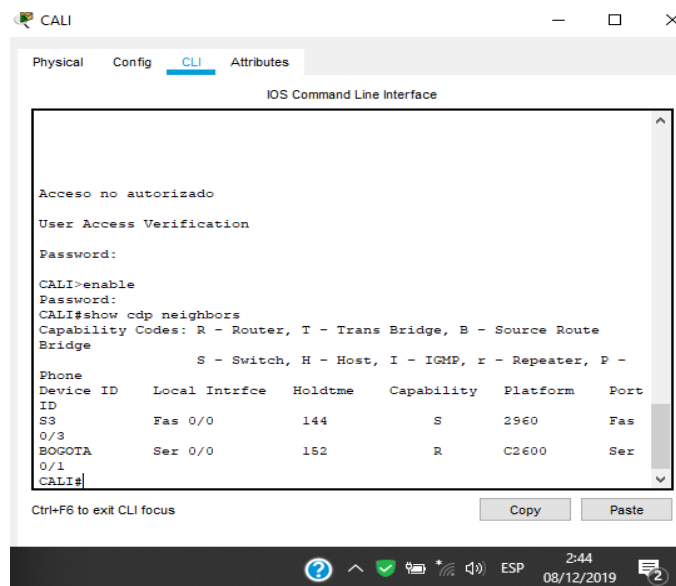 CALI
Physical Config CLI Attributes
IOS Command Line Interface
Acceso no autorizado
User Access Verification
Password:
CALI>enable
Password:
CALI#show cdp neighbors
Capability Codes: R - Router, T - Trans Bridge, B - Source Route
Bridge
S - Switch, H - Host, I - IGMP, r - Repeater, P -
Phone
Device ID Local Intrfce Holdtme Capability Platform Port
ID
S3 Fas 0/0 144 S 2960 Fas
0/3
BOGOTA Ser 0/0 152 R C2600 Ser
0/1
CALI#
Ctrl+F6 to exit CLI focus
Copy Paste
ESP
2:44
08/12/2019
2